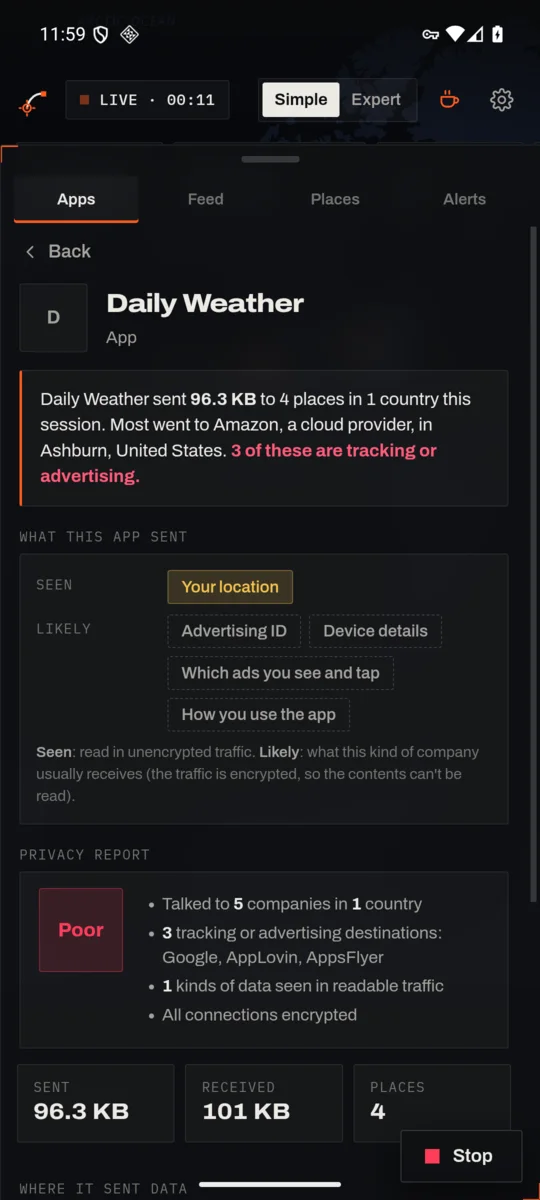 11:59
LIVE · 00:11
Simple
Expert
Apps
Feed
Places
Alerts
Back
D
Daily Weather
App
Daily Weather sent 96.3 KB to 4 places in 1 country this
session. Most went to Amazon, a cloud provider, in
Ashburn, United States. 3 of these are tracking or
advertising.
WHAT THIS APP SENT
SEEN
Your location
LIKELY
Advertising ID
Device details
Which ads you see and tap
How you use the app
Seen: read in unencrypted traffic. Likely: what this kind of company
usually receives (the traffic is encrypted, so the contents can't be
read).
PRIVACY REPORT
Poor
• Talked to 5 companies in 1 country
• 3 tracking or advertising destinations:
Google, AppLovin, AppsFlyer
• 1 kinds of data seen in readable traffic
• All connections encrypted
SENT
96.3 KB
RECEIVED
101 KB
PLACES
4
Stop
WHERE IT SENT DATA